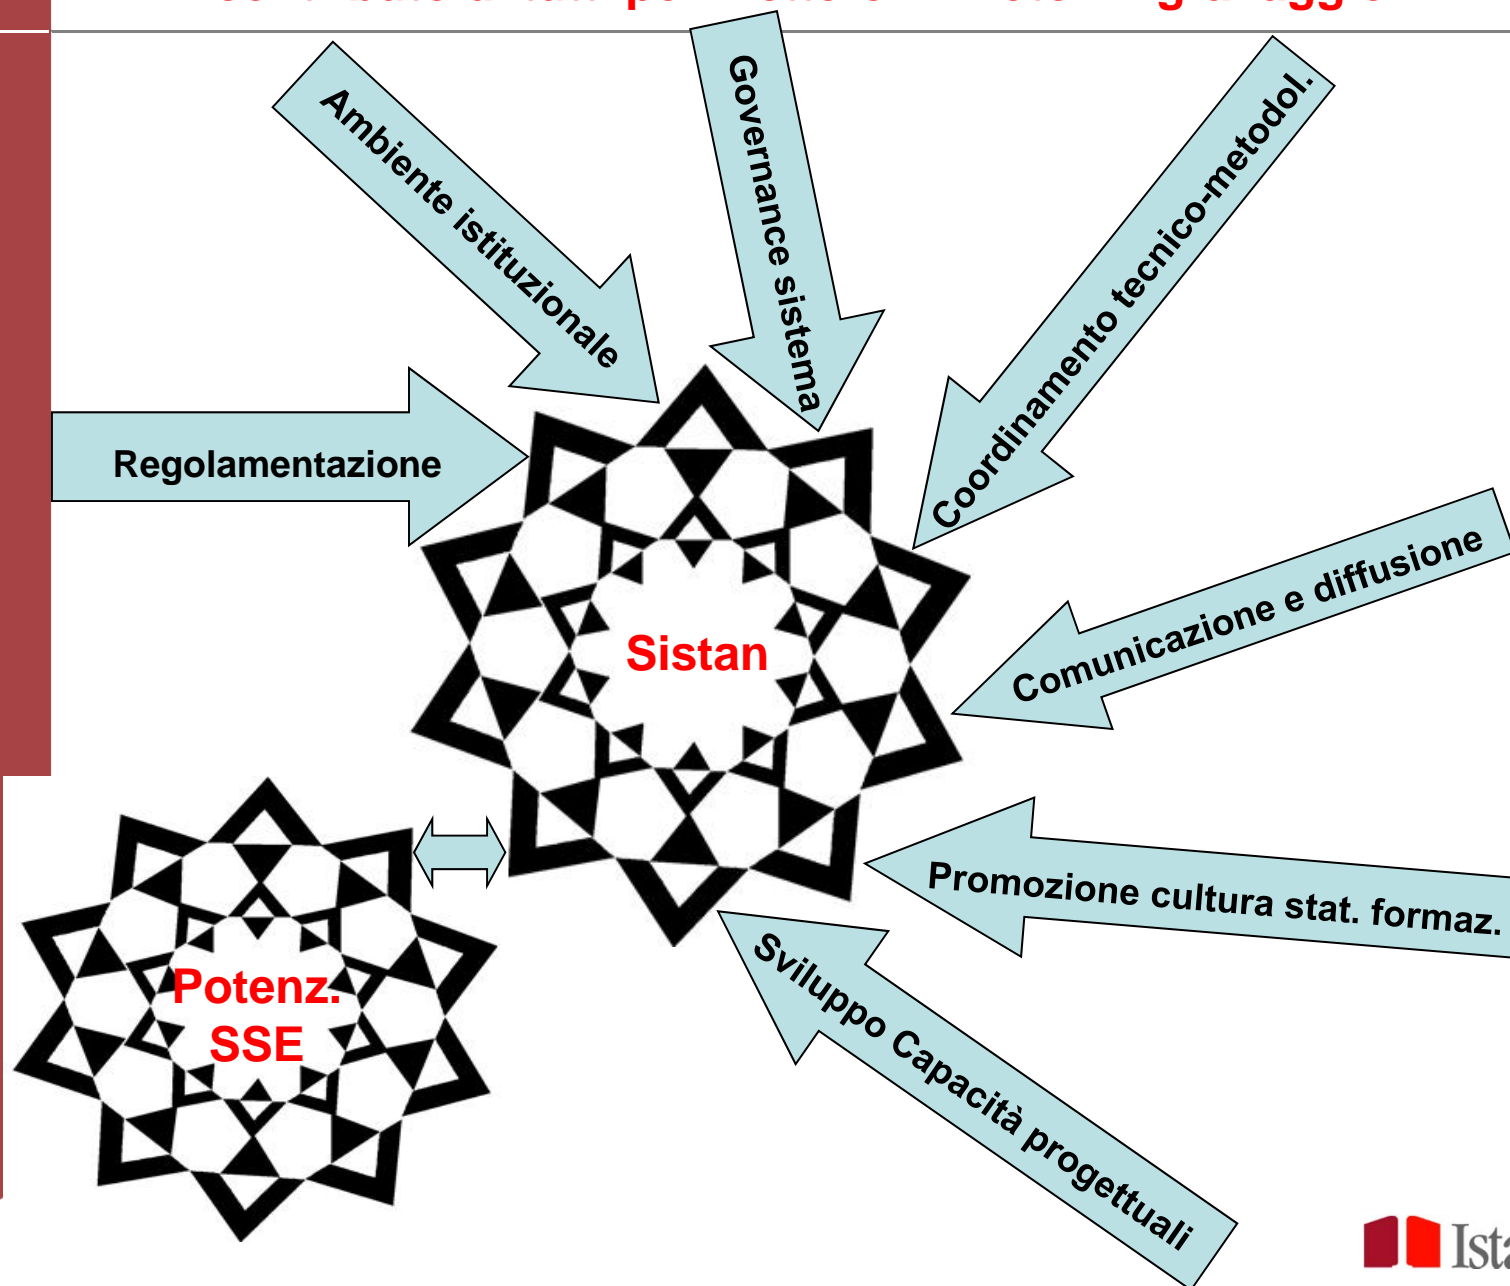 Ambiente istituzionale
Governance sistema
Coordinamento tecnico-metodol.
Regolamentazione
Comunicazione e diffusione
Sistan
Promozione cultura stat. formaz.
Potenz.
SSE
Sviluppo Capacità progettuali